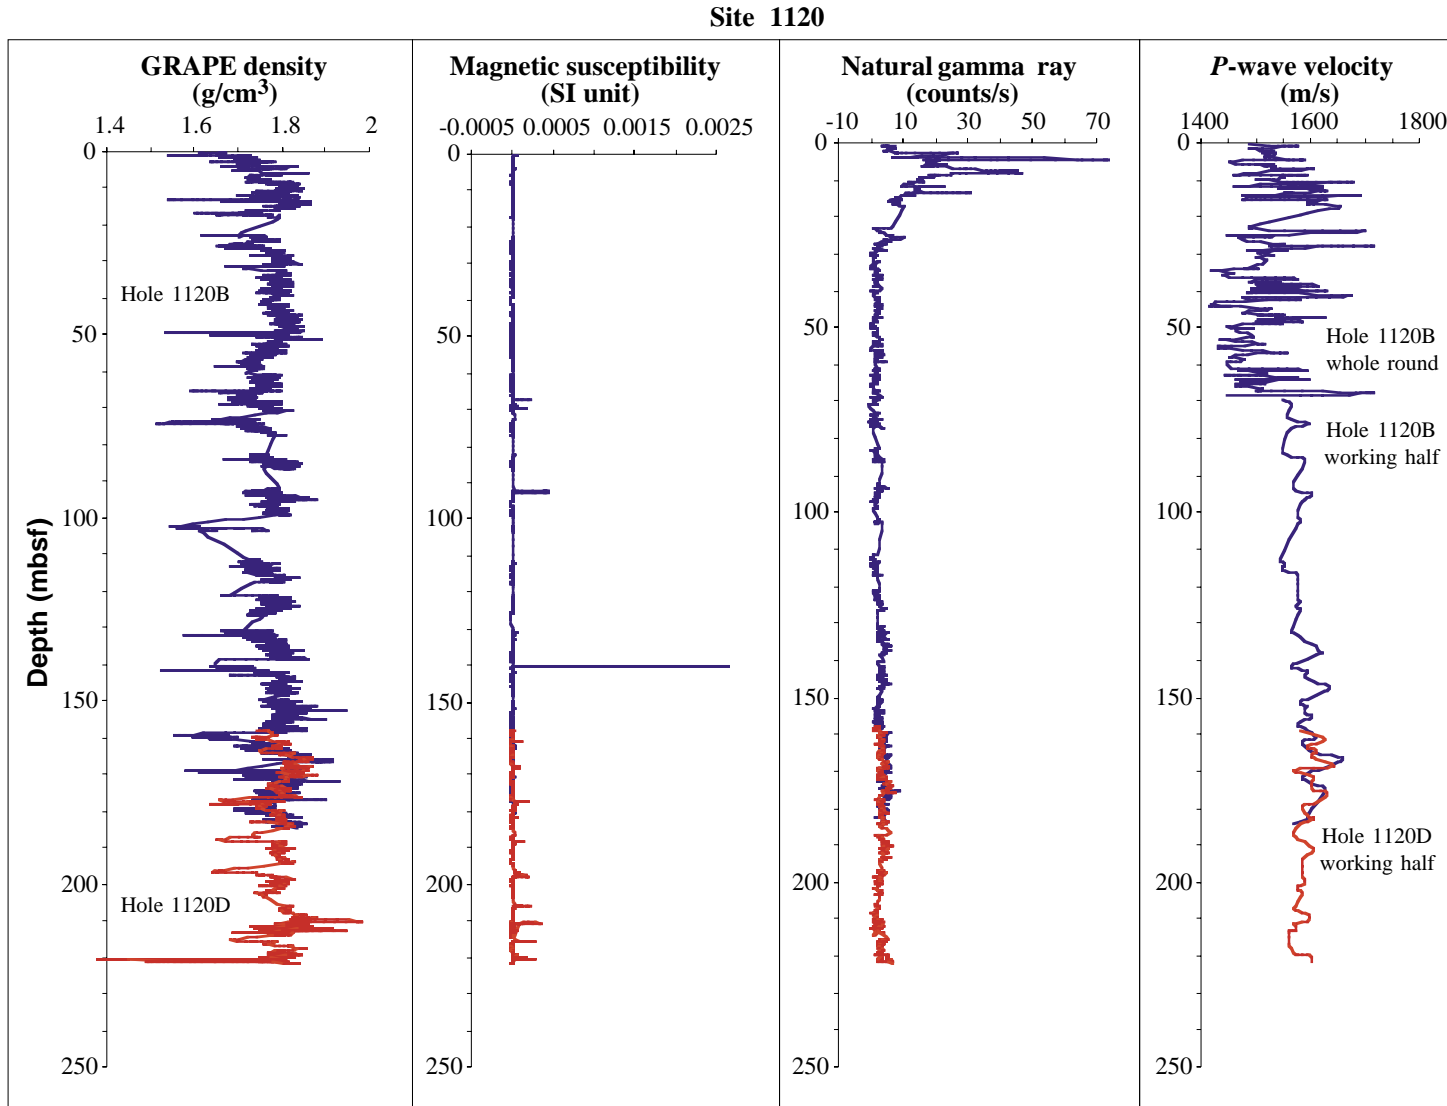 Site 1120
GRAPE density
(g/cm³)
1.4 1.6 1.8 2
Magnetic susceptibility
(SI unit)
-0.0005 0.0005 0.0015 0.0025
Natural gamma ray
(counts/s)
-10 10 30 50 70
P-wave velocity
(m/s)
1400 1600 1800
Depth (mbsf)
0
50
100
150
200
250
Hole 1120B
Hole 1120D
0
50
100
150
200
250
0
50
100
150
200
250
0
50
100
150
200
250
Hole 1120B
whole round
Hole 1120B
working half
Hole 1120D
working half